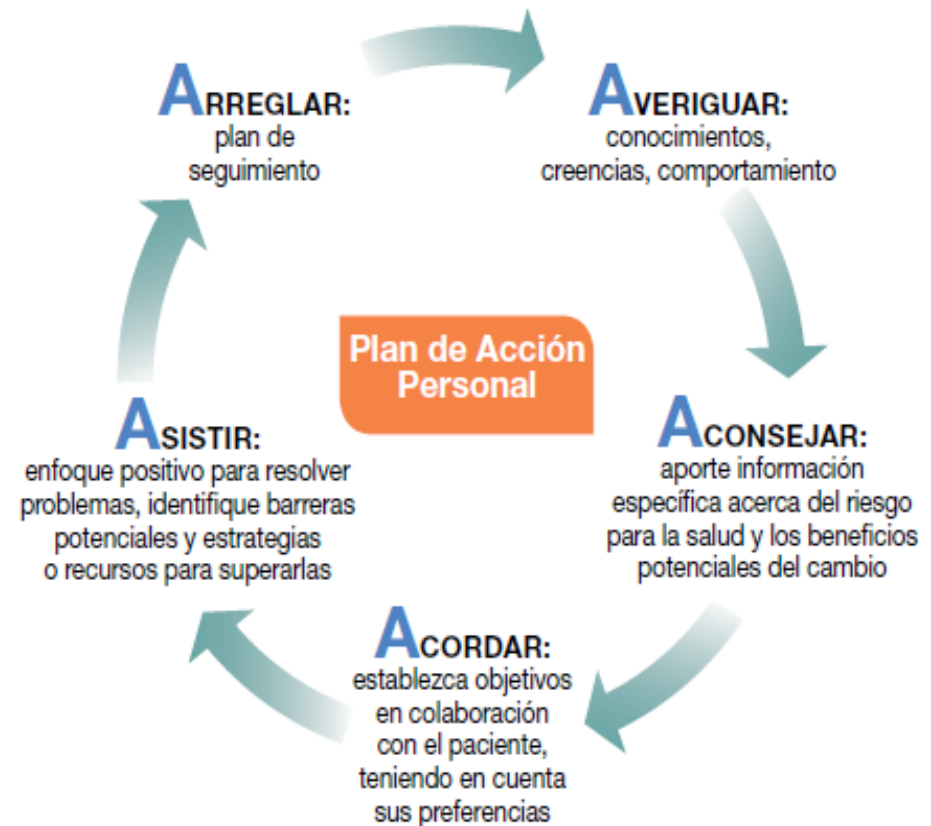 ARREGLAR:
plan de
seguimiento
AVERIGUAR:
conocimientos,
creencias, comportamiento
Plan de Acción
Personal
ASISTIR:
enfoque positivo para resolver
problemas, identifique barreras
potenciales y estrategias
o recursos para superarlas
ACONSEJAR:
aporte información
específica acerca del riesgo
para la salud y los beneficios
potenciales del cambio
ACORDAR:
establezca objetivos
en colaboración
con el paciente,
teniendo en cuenta
sus preferencias